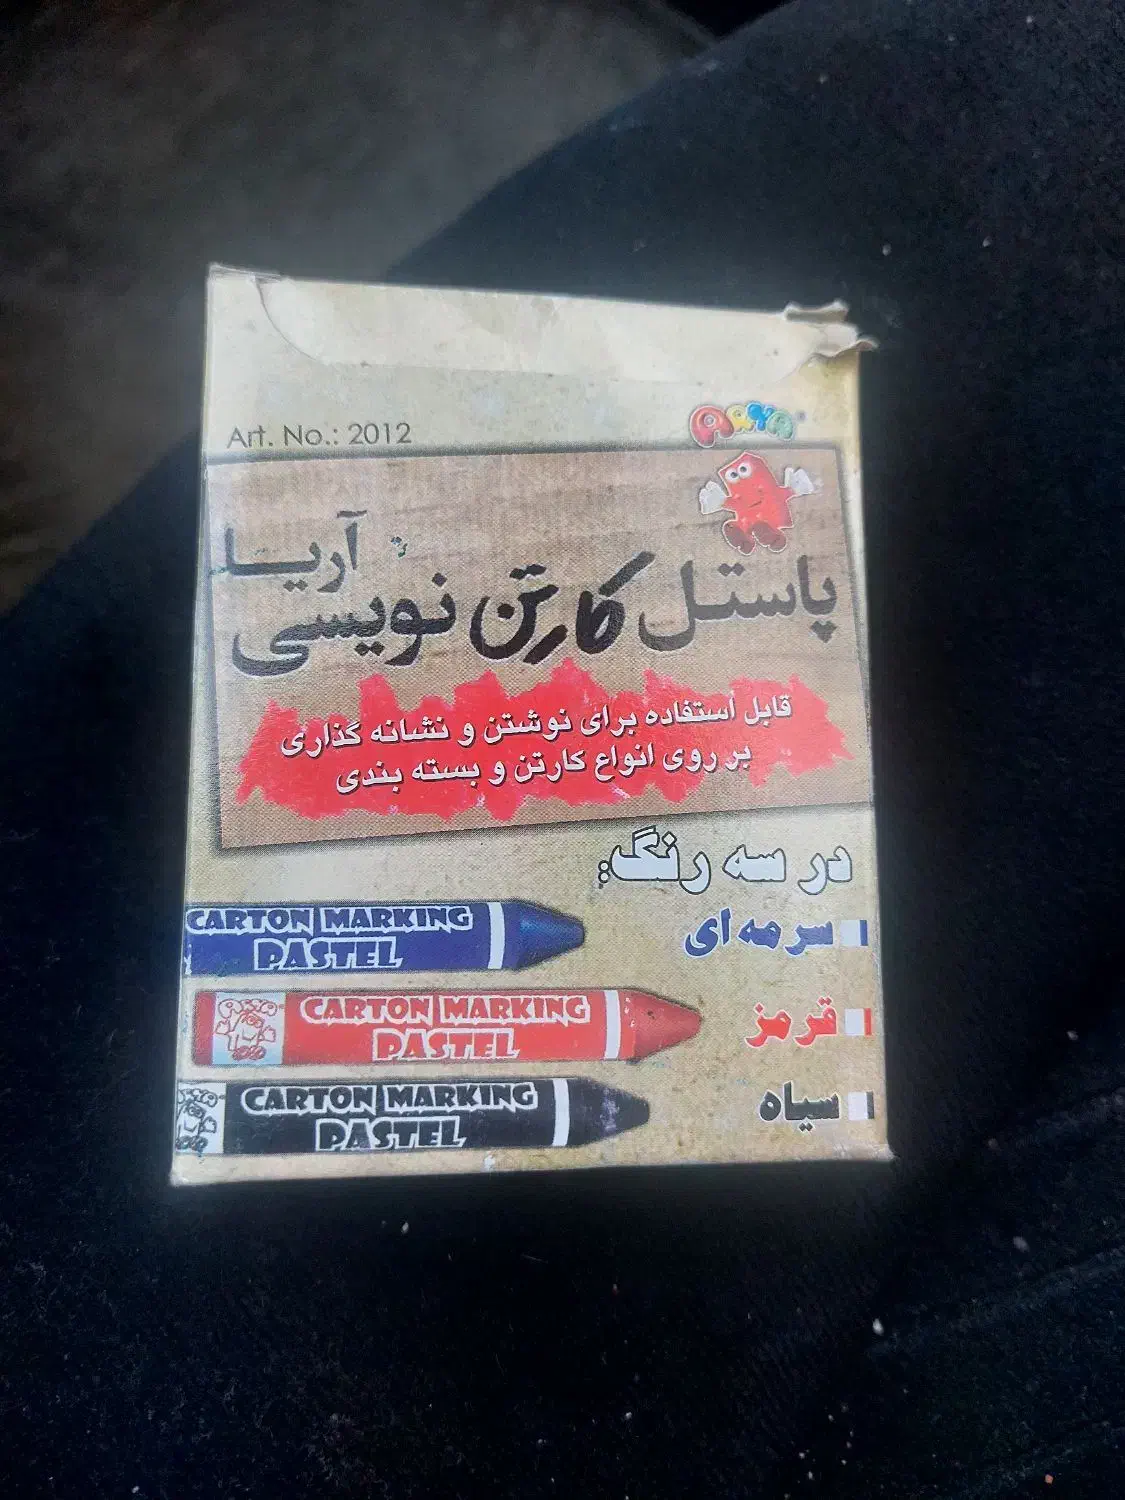 Art. No.: 2012
ARYA
آریا
پاستل کارتن نویسی
قابل استفاده برای نوشتن و نشانه گذاری
بر روی انواع کارتن و بسته بندی
در سه رنگ:
سرمه ای
CARTON MARKING
PASTEL
قرمز
ARYA
CARTON MARKING
PASTEL
سیاه
CARTON MARKING
PASTEL